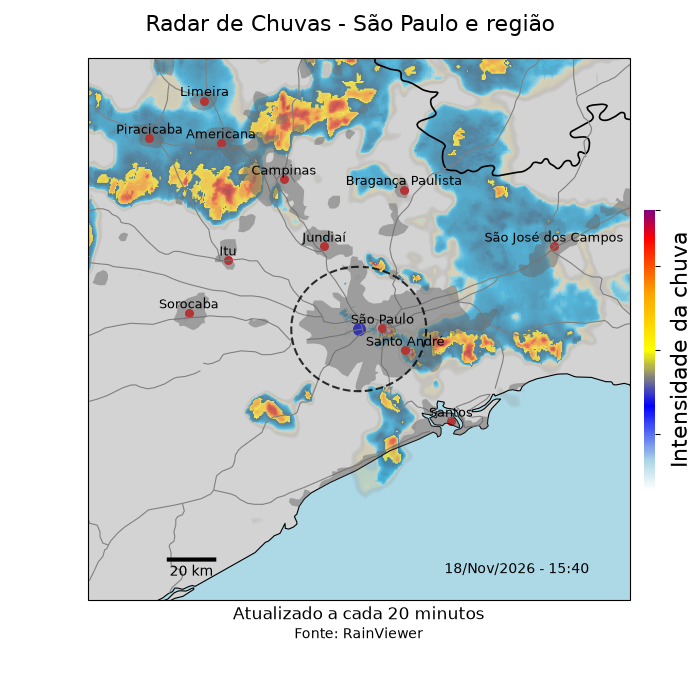 Radar de Chuvas - São Paulo e região
Limeira
Piracicaba
Americana
Campinas
Bragança Paulista
Jundiaí
São José dos Campos
Itu
Sorocaba
São Paulo
Santo André
Santos
Intensidade da chuva
20 km
18/Nov/2026 - 15:40
Atualizado a cada 20 minutos
Fonte: RainViewer